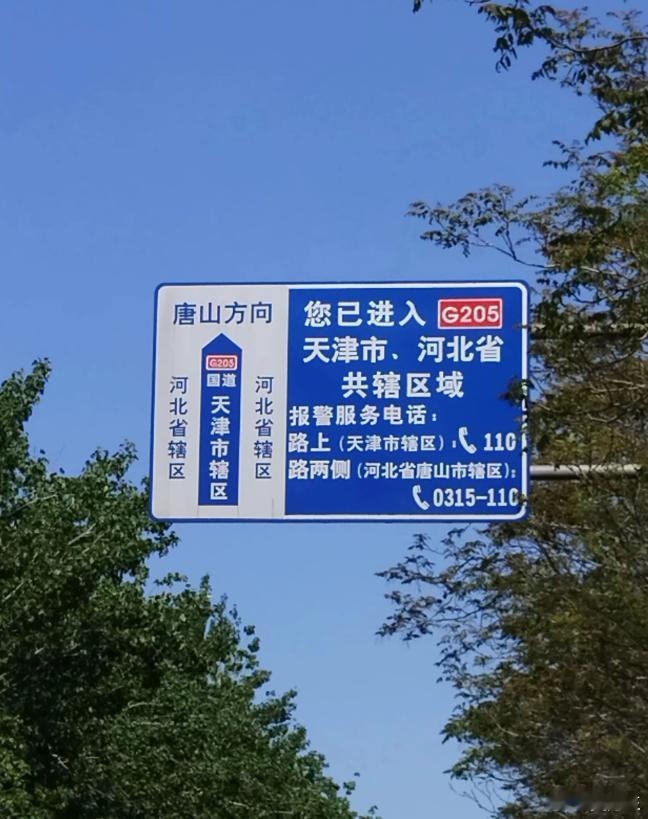 唐山方向
G205
国道
天津市辖区
河北省辖区
河北省辖区
您已进入 G205
天津市、河北省
共辖区域
报警服务电话：
路上（天津市辖区）：110
路两侧（河北省唐山市辖区）：
0315-110